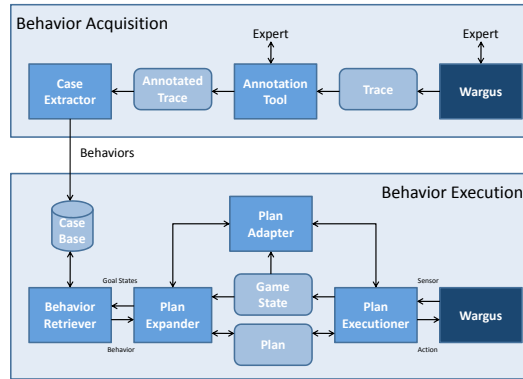 Behavior Acquisition
Expert
Expert
Case
Extractor
Annotated
Trace
Annotation
Tool
Trace
Wargus
Behaviors
Behavior Execution
Case
Base
Plan
Adapter
Goal States
Behavior
Retriever
Behavior
Plan
Expander
Game
State
Plan
Plan
Executioner
Sensor
Action
Wargus